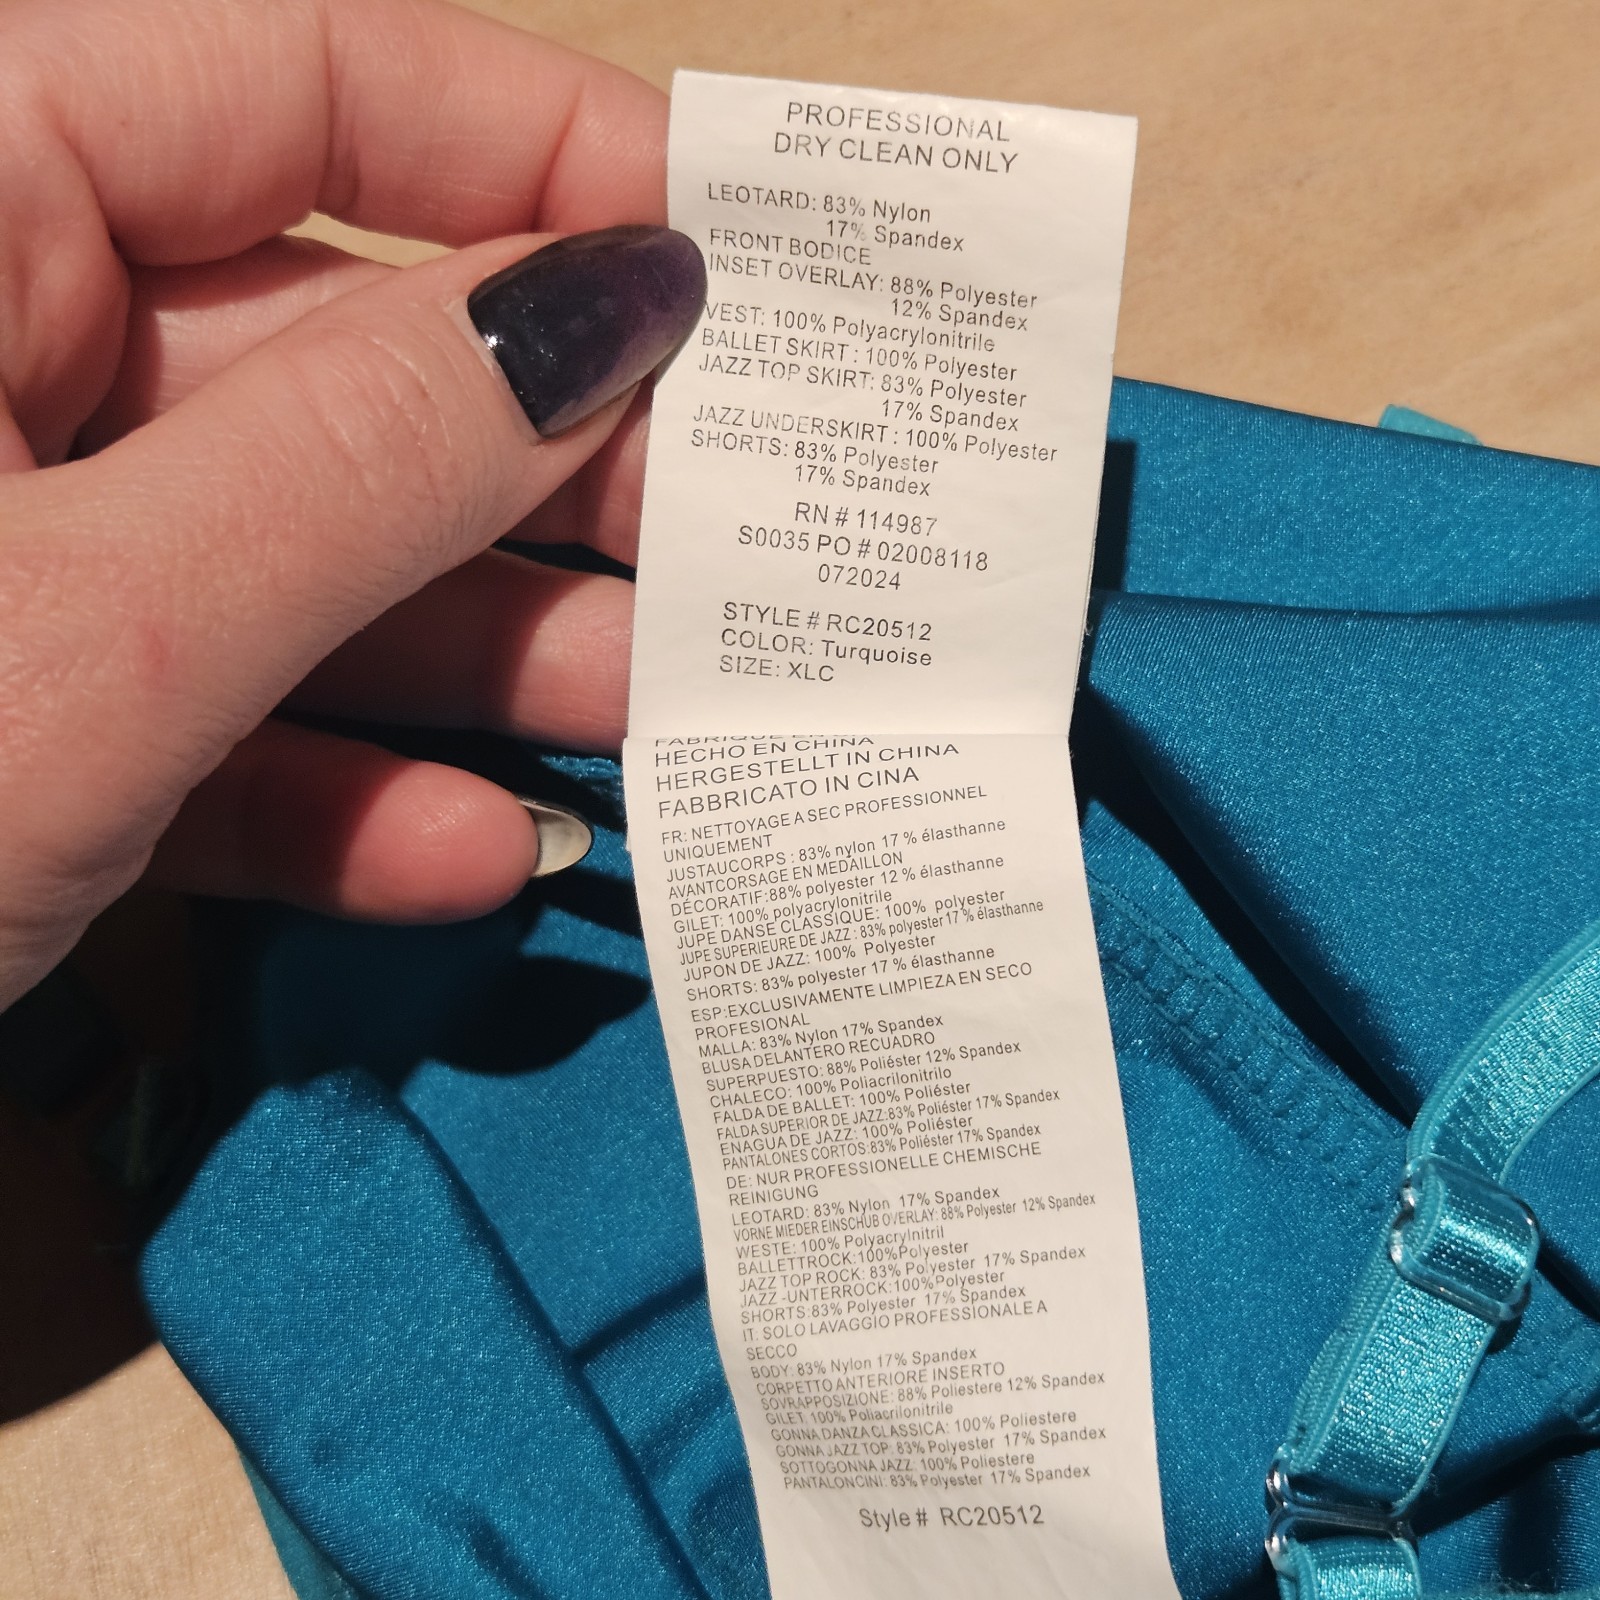 PROFESSIONAL
DRY CLEAN ONLY
LEOTARD: 83% Nylon
17% Spandex
FRONT BODICE
INSET OVERLAY: 88% Polyester
12% Spandex
VEST: 100% Polyacrylonitrile
BALLET SKIRT : 100% Polyester
JAZZ TOP SKIRT: 83% Polyester
17% Spandex
JAZZ UNDERSKIRT : 100% Polyester
SHORTS: 83% Polyester
17% Spandex
RN # 114987
S0035 PO # 02008118
072024
STYLE # RC20512
COLOR: Turquoise
SIZE: XLC
FABRIQUE EN
HECHO EN CHINA
HERGESTELLT IN CHINA
FABBRICATO IN CINA
FR: NETTOYAGE A SEC PROFESSIONNEL
UNIQUEMENT
JUSTAUCORPS : 83% nylon 17 % élasthanne
AVANTCORSAGE EN MEDAILLON
DÉCORATIF:88% polyester 12 % élasthanne
GILET: 100% polyacrylonitrile
JUPE DANSE CLASSIQUE: 100% polyester
JUPE SUPERIEURE DE JAZZ : 83% polyester 17 % élasthanne
JUPON DE JAZZ: 100% Polyester
SHORTS: 83% polyester 17 % élasthanne
ESP:EXCLUSIVAMENTE LIMPIEZA EN SECO
PROFESIONAL
MALLA: 83% Nylon 17% Spandex
BLUSA DELANTERO RECUADRO
SUPERPUESTO: 88% Poliéster 12% Spandex
CHALECO: 100% Poliacrilonitrilo
FALDA DE BALLET: 100% Poliéster
FALDA SUPERIOR DE JAZZ:83% Poliéster 17% Spandex
ENAGUA DE JAZZ: 100% Poliéster
PANTALONES CORTOS:83% Poliéster 17% Spandex
DE: NUR PROFESSIONELLE CHEMISCHE
REINIGUNG
LEOTARD: 83% Nylon 17% Spandex
VORNE MIEDER EINSCHUB OVERLAY: 88% Polyester 12% Spandex
WESTE: 100% Polyacrylnitril
BALLETTROCK:100%Polyester
JAZZ TOP ROCK: 83% Polyester 17% Spandex
JAZZ -UNTERROCK:100%Polyester
SHORTS:83% Polyester 17% Spandex
IT: SOLO LAVAGGIO PROFESSIONALE A
SECCO
BODY: 83% Nylon 17% Spandex
CORPETTO ANTERIORE INSERTO
SOVRAPPOSIZIONE: 88% Poliestere 12% Spandex
GILET: 100% Poliacrilonitrile
GONNA DANZA CLASSICA: 100% Poliestere
GONNA JAZZ TOP: 83% Polyester 17% Spandex
SOTTOGONNA JAZZ: 100% Poliestere
PANTALONCINI: 83% Polyester 17% Spandex
Style # RC20512